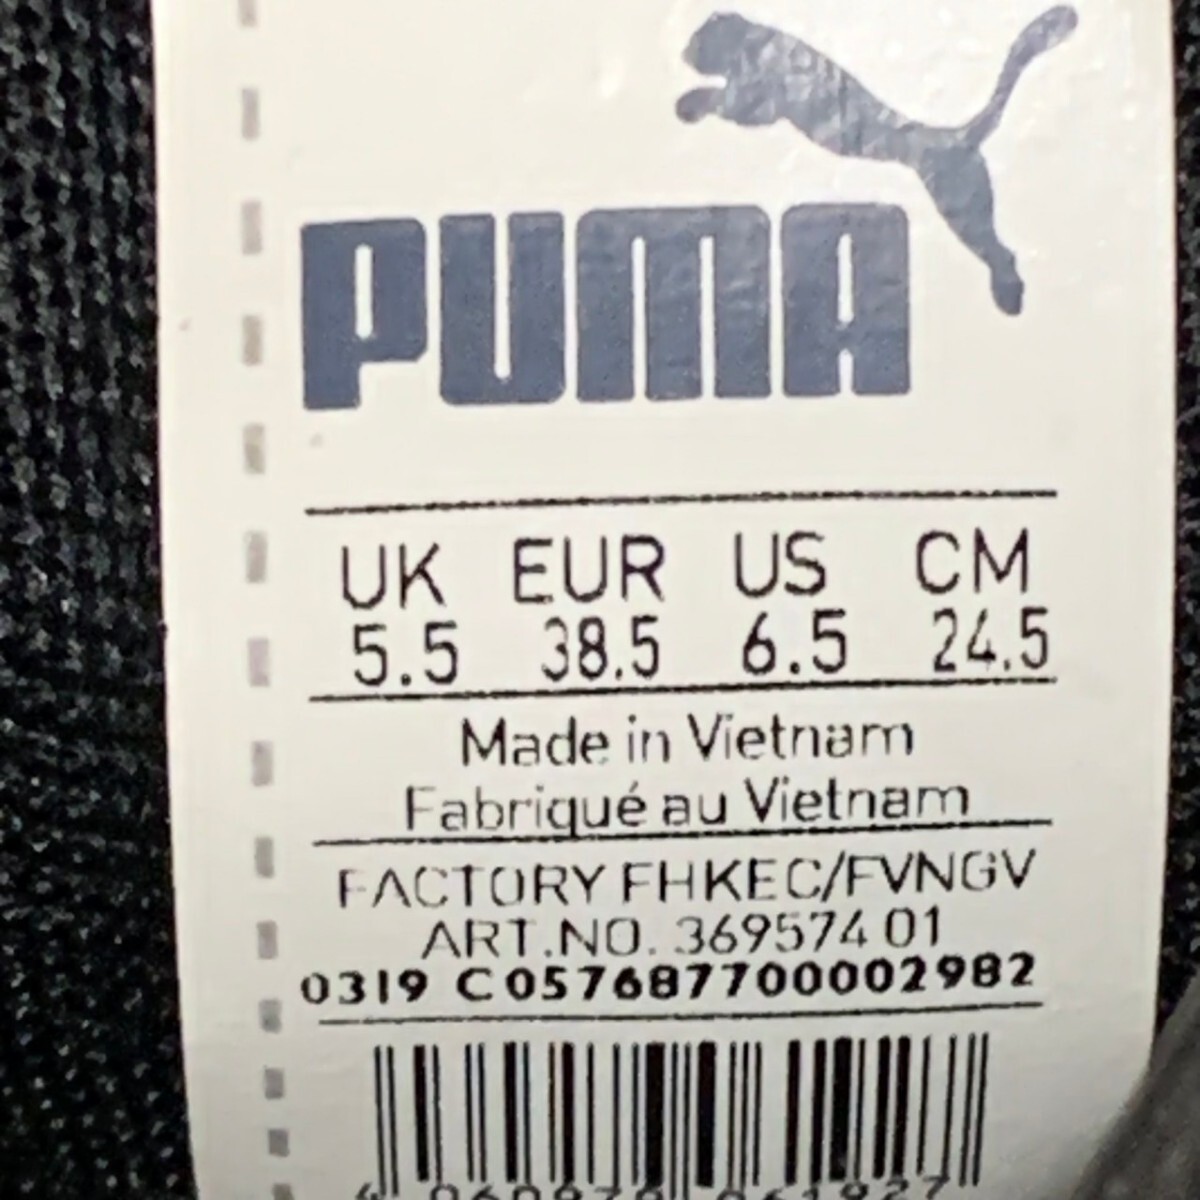 PUMA
UK EUR US CM
5.5 38.5 6.5 24.5
Made in Vietnam
Fabriqué au Vietnam
FACTORY FHKEC/FVNGV
ART.NO. 369574 01
0319 C057687700002982